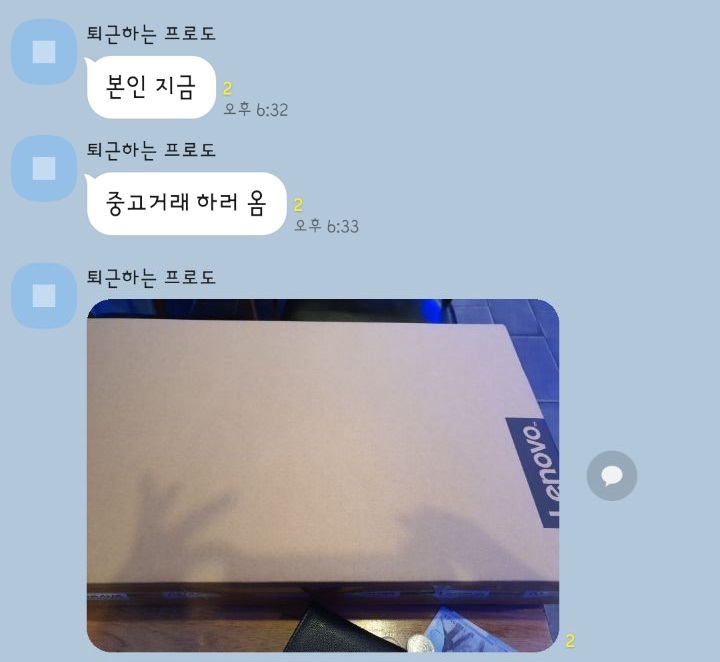 퇴근하는 프로도
본인 지금
2
오후 6:32
퇴근하는 프로도
중고거래 하러 옴
2
오후 6:33
퇴근하는 프로도
Lenovo
2